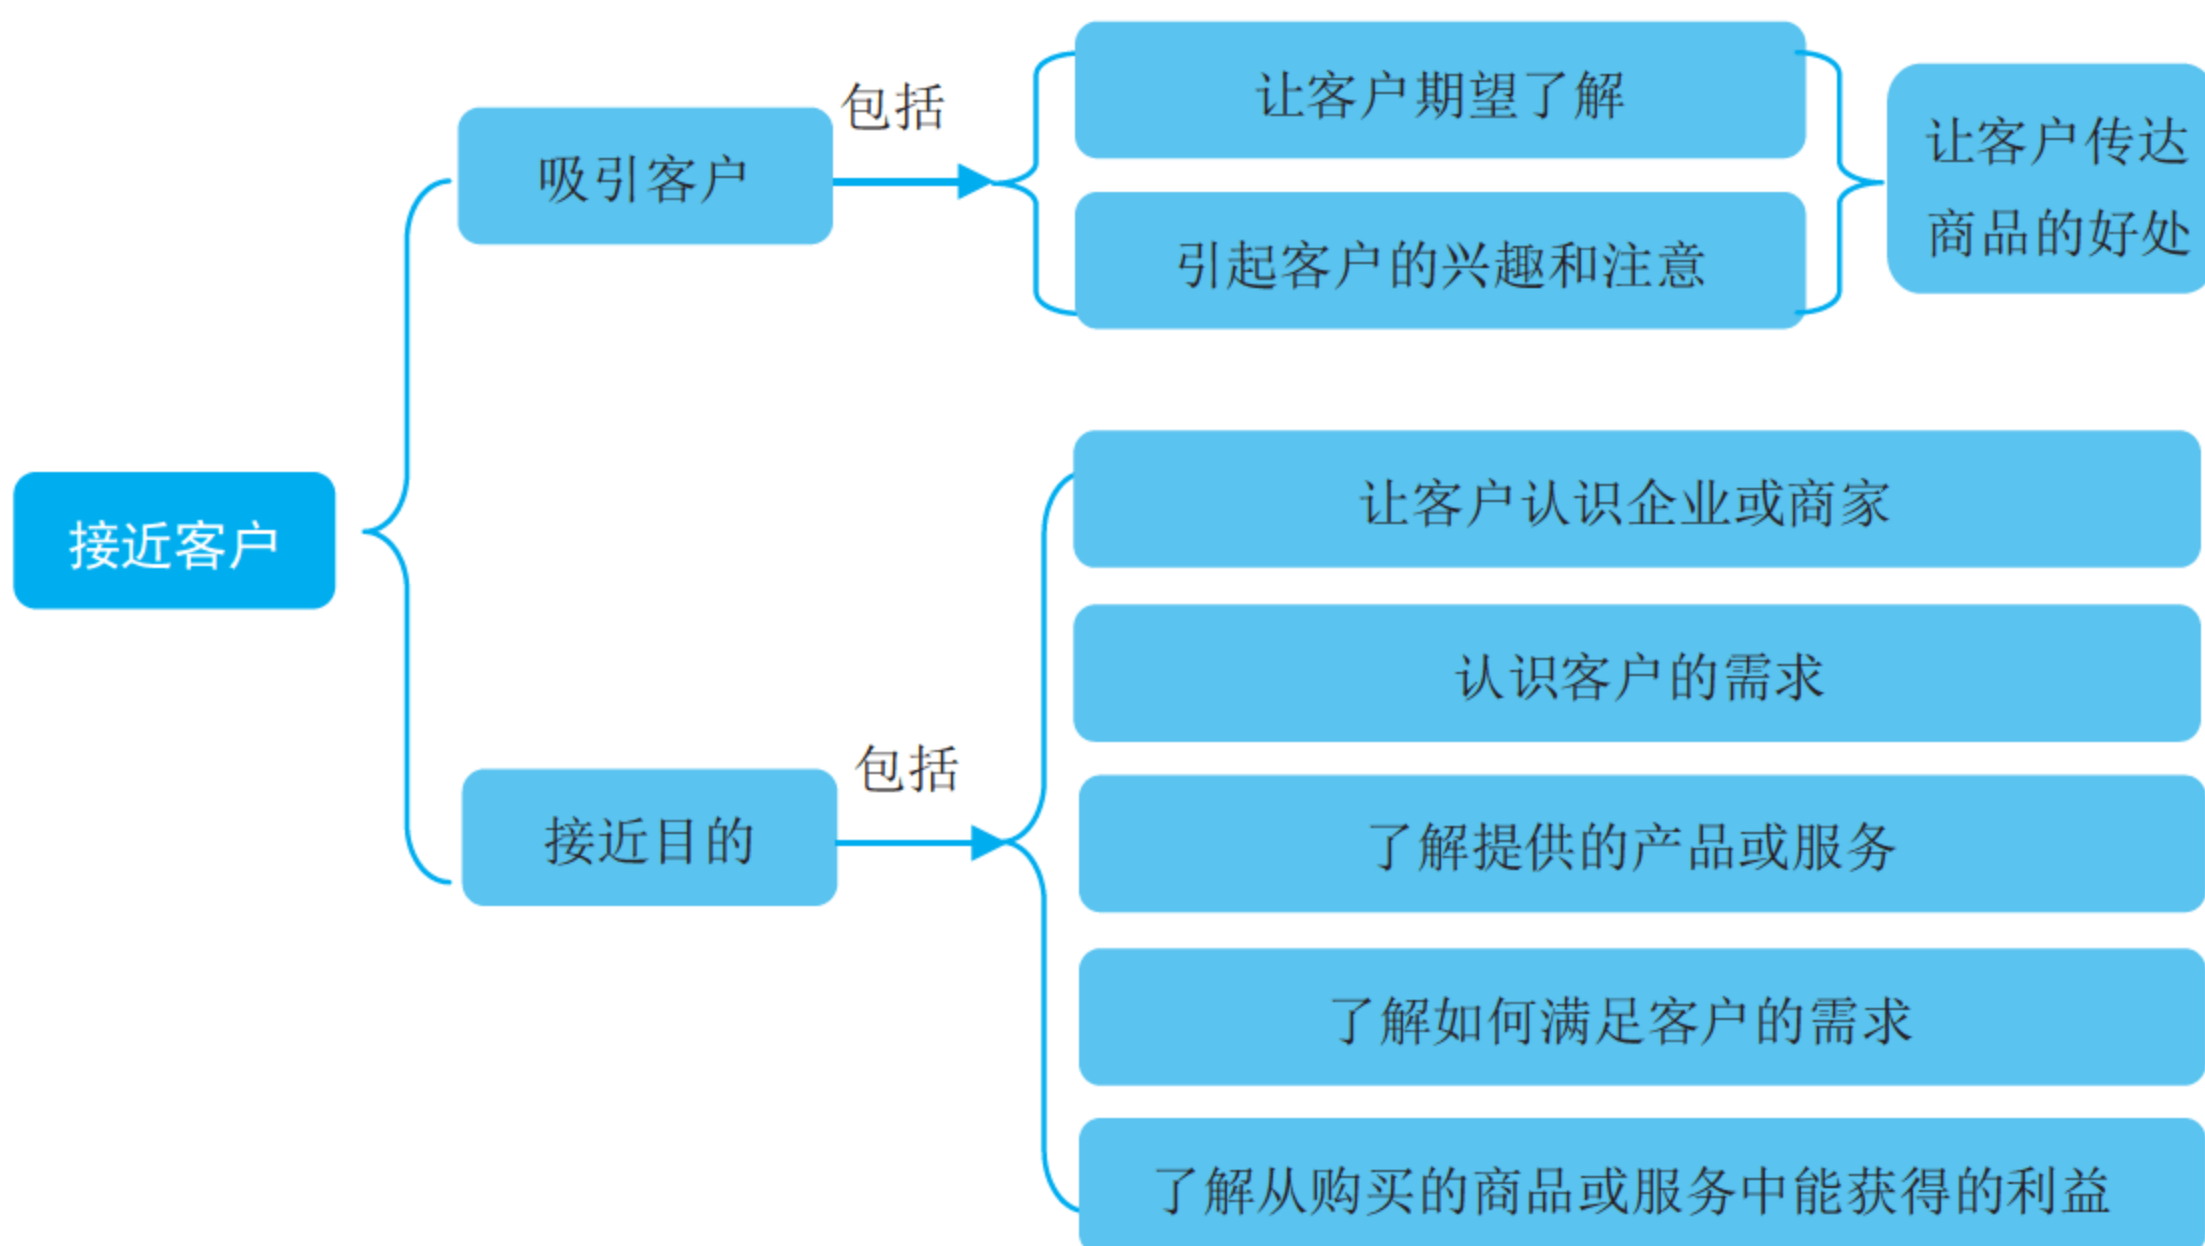 接近客户
吸引客户
包括
让客户期望了解
引起客户的兴趣和注意
让客户传达
商品的好处
接近目的
包括
让客户认识企业或商家
认识客户的需求
了解提供的产品或服务
了解如何满足客户的需求
了解从购买的商品或服务中能获得的利益